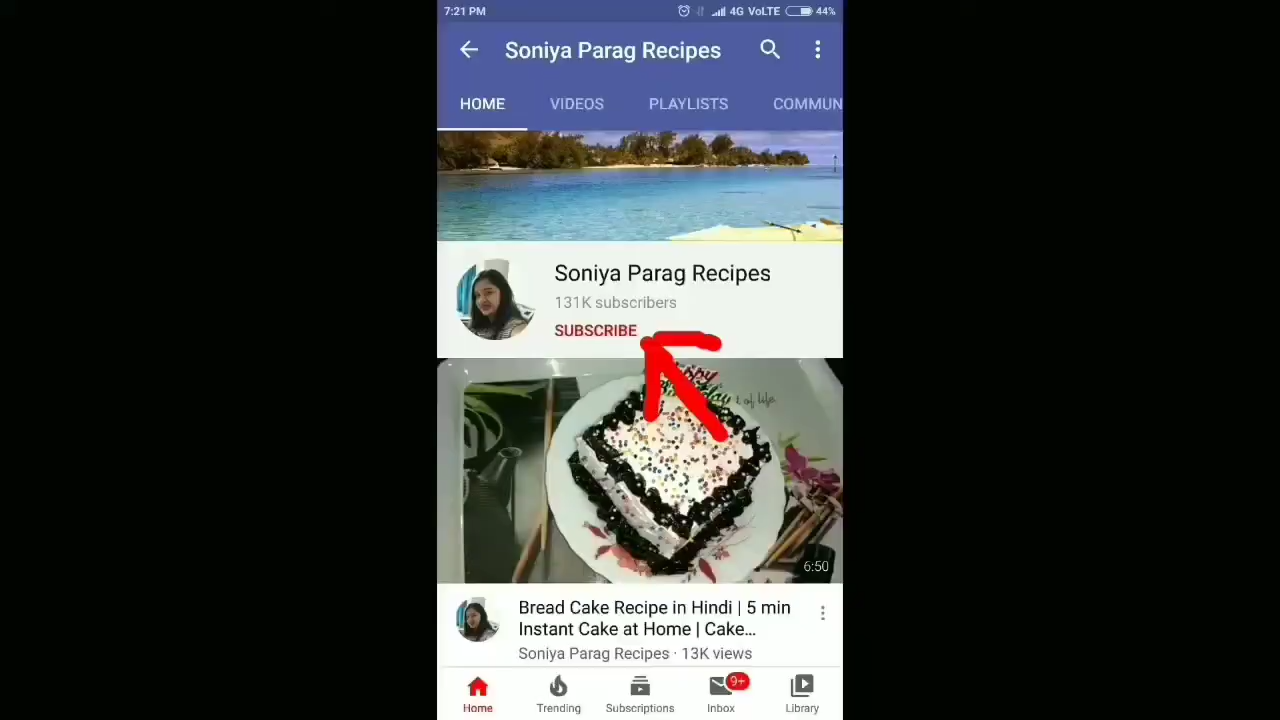 7:21 PM
4G VoLTE 44%
Soniya Parag Recipes
HOME VIDEOS PLAYLISTS COMMUN
Soniya Parag Recipes
131K subscribers
SUBSCRIBE
of life
6:50
Bread Cake Recipe in Hindi | 5 min
Instant Cake at Home | Cake...
Soniya Parag Recipes · 13K views
9+
Home Trending Subscriptions Inbox Library